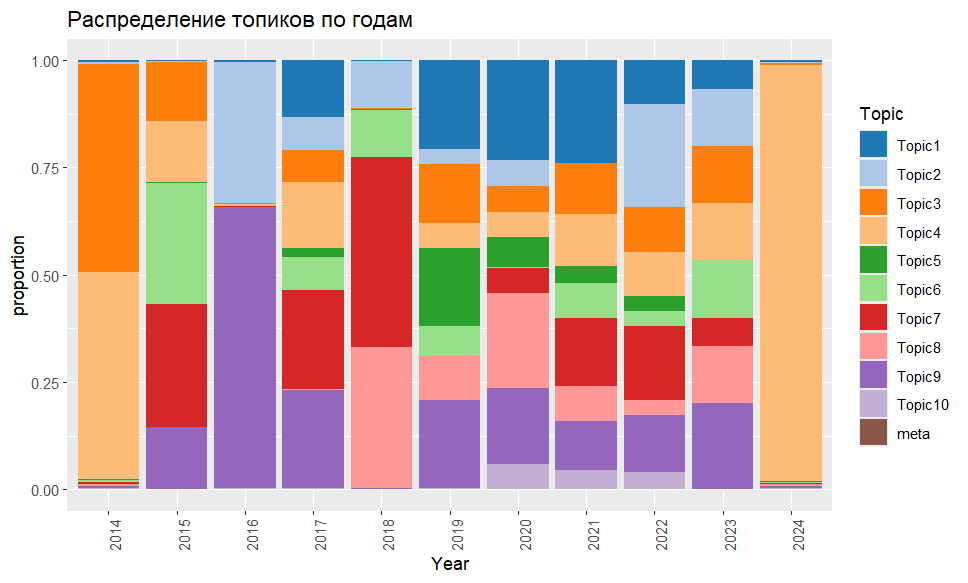 Распределение топиков по годам
1.00
0.75
0.50
0.25
0.00
proportion
2014
2015
2016
2017
2018
2019
2020
2021
2022
2023
2024
Year
Topic
Topic1
Topic2
Topic3
Topic4
Topic5
Topic6
Topic7
Topic8
Topic9
Topic10
meta